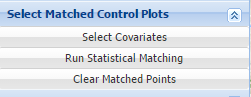 Select Matched Control Plots
Select Covariates
Run Statistical Matching
Clear Matched Points